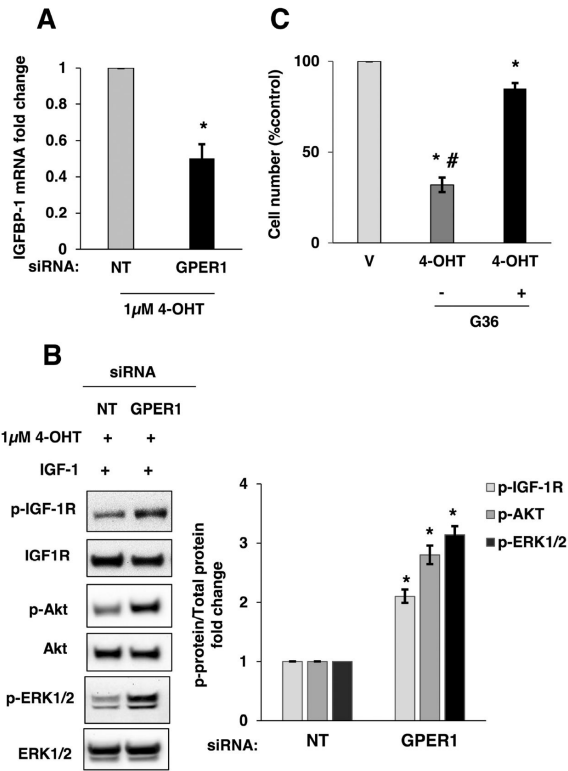 A
IGFBP-1 mRNA fold change
1
0.8
0.6
0.4
0.2
0
*
siRNA: NT GPER1
1µM 4-OHT
C
Cell number (%control)
100
50
0
* #
*
V 4-OHT 4-OHT
- +
G36
B
siRNA
NT GPER1
1µM 4-OHT + +
IGF-1 + +
p-IGF-1R
IGF1R
p-Akt
Akt
p-ERK1/2
ERK1/2
p-protein/Total protein
fold change
4
3
2
1
0
* * *
p-IGF-1R
p-AKT
p-ERK1/2
siRNA: NT GPER1